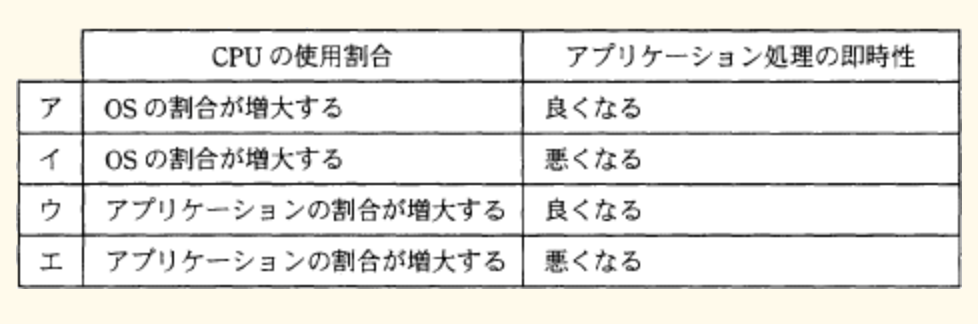 CPU の使用割合 アプリケーション処理の即時性
ア OS の割合が増大する 良くなる
イ OS の割合が増大する 悪くなる
ウ アプリケーションの割合が増大する 良くなる
エ アプリケーションの割合が増大する 悪くなる